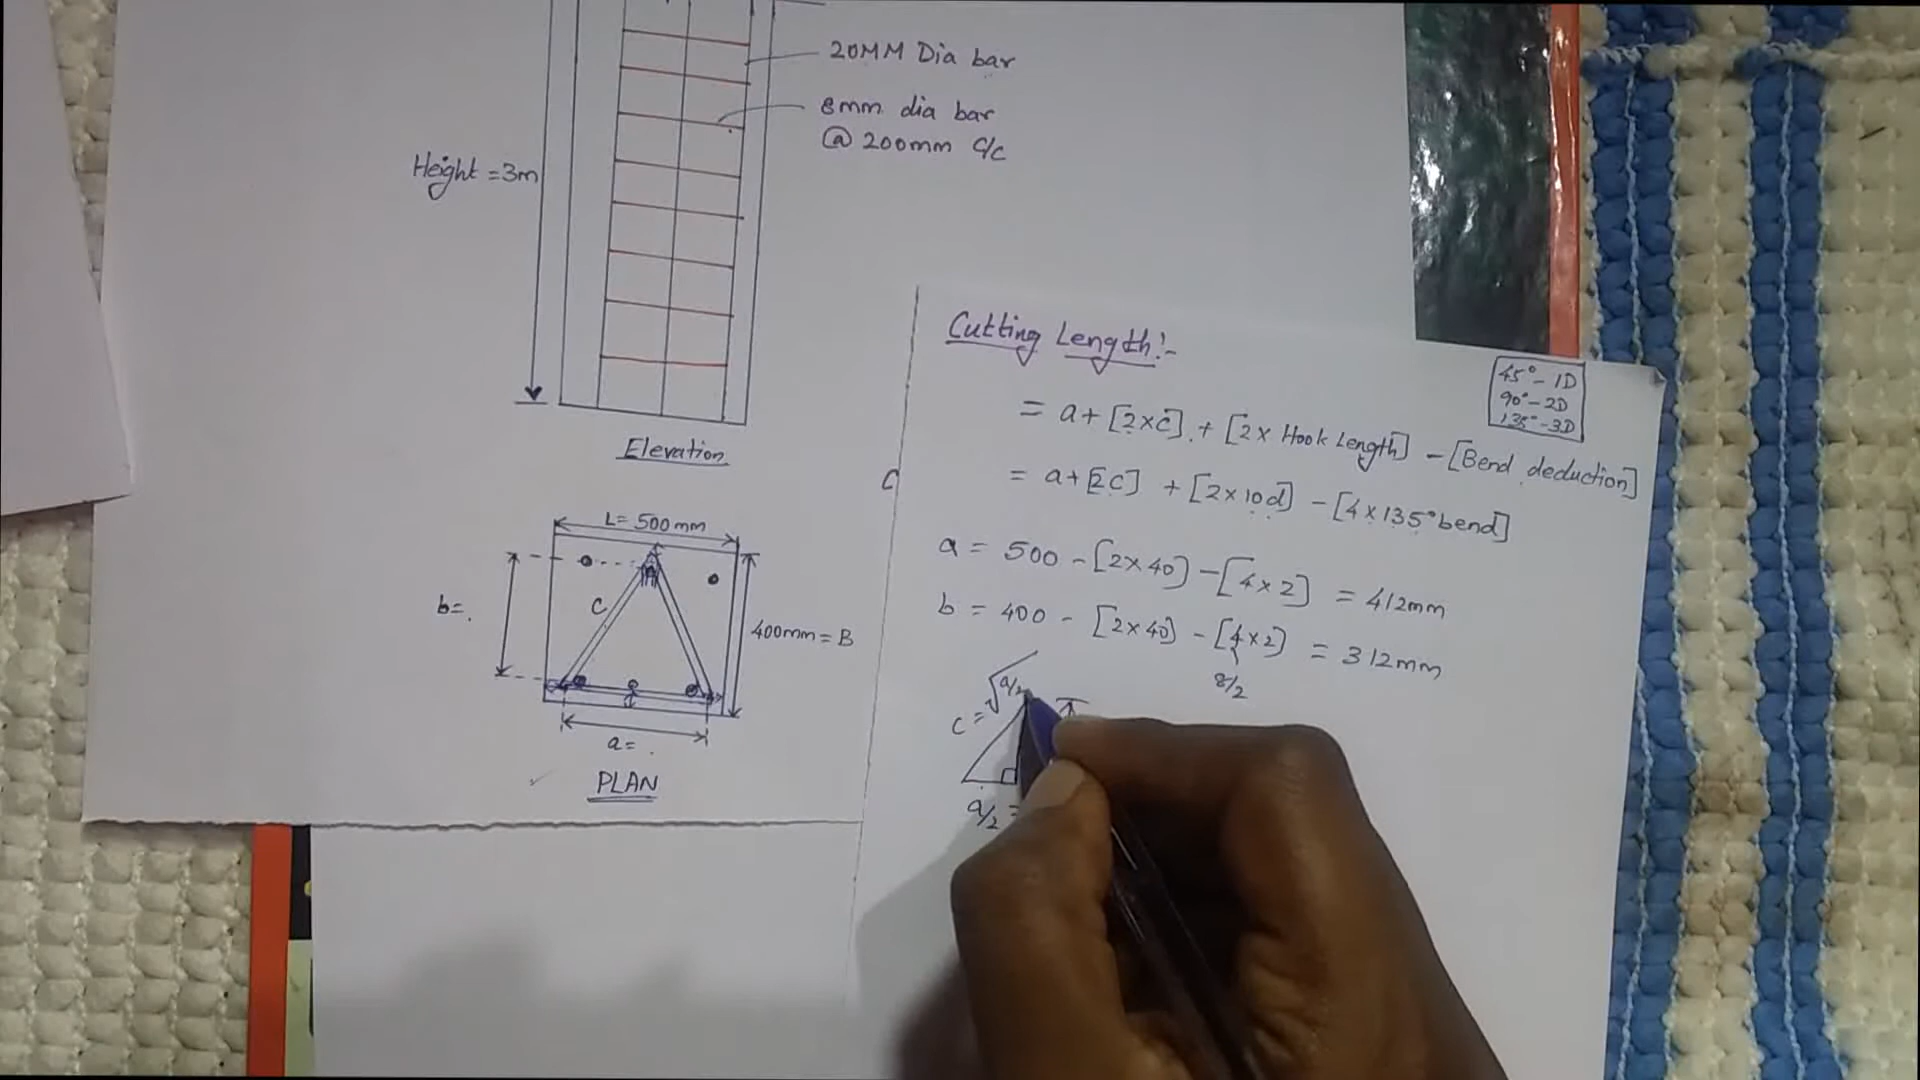 20MM Dia bar
8mm dia bar
@ 200mm c/c
Height = 3m
Elevation
L = 500mm
b=.
C
400mm = B
a= .
PLAN
C
Cutting Length:-
45° - 1D
90° - 2D
135° - 3D
= a + [2×c] + [2× Hook Length] - [Bend deduction]
= a + [2C] + [2×10d] - [4×135° bend]
a = 500 - [2×40] - [4×2] = 412mm
b = 400 - [2×40] - [4×2] = 312mm
8/2
C = √a/2
a/2 =